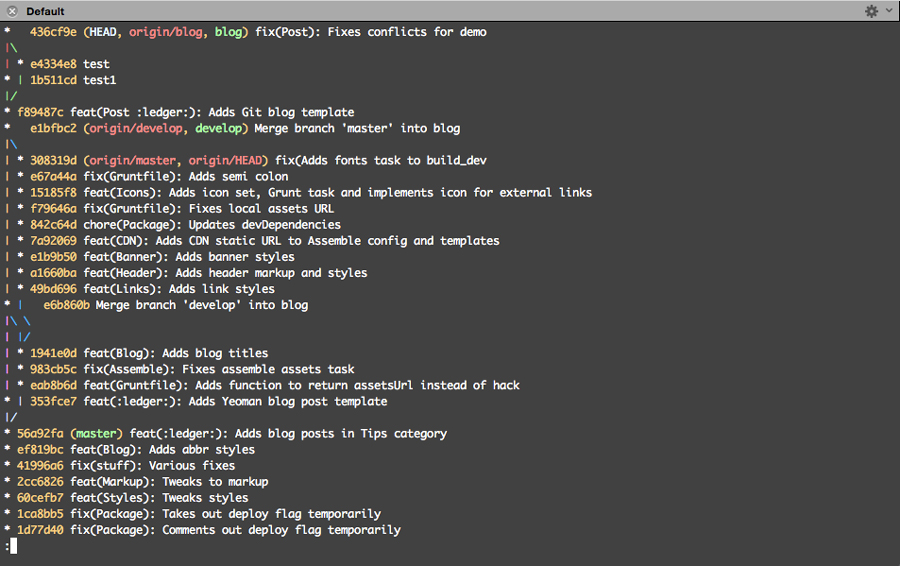 Default
*   436cf9e (HEAD, origin/blog, blog) fix(Post): Fixes conflicts for demo
|\
| * e4334e8 test
* | 1b511cd test1
|/
* f89487c feat(Post :ledger:): Adds Git blog template
*   e1bfbc2 (origin/develop, develop) Merge branch 'master' into blog
|\
| * 308319d (origin/master, origin/HEAD) fix(Adds fonts task to build_dev
| * e67a44a fix(Gruntfile): Adds semi colon
| * 15185f8 feat(Icons): Adds icon set, Grunt task and implements icon for external links
| * f79646a fix(Gruntfile): Fixes local assets URL
| * 842c64d chore(Package): Updates devDependencies
| * 7a92069 feat(CDN): Adds CDN static URL to Assemble config and templates
| * e1b9b50 feat(Banner): Adds banner styles
| * a1660ba feat(Header): Adds header markup and styles
| * 49bd696 feat(Links): Adds link styles
* |   e6b860b Merge branch 'develop' into blog
|\ \
| |/
| * 1941e0d feat(Blog): Adds blog titles
| * 983cb5c fix(Assemble): Fixes assemble assets task
| * eab8b6d feat(Gruntfile): Adds function to return assetsUrl instead of hack
* | 353fce7 feat(:ledger:): Adds Yeoman blog post template
|/
* 56a92fa (master) feat(:ledger:): Adds blog posts in Tips category
* ef819bc feat(Blog): Adds abbr styles
* 41996a6 fix(stuff): Various fixes
* 2cc6826 feat(Markup): Tweaks to markup
* 60cefb7 feat(Styles): Tweaks styles
* 1ca8bb5 fix(Package): Takes out deploy flag temporarily
* 1d77d40 fix(Package): Comments out deploy flag temporarily
: